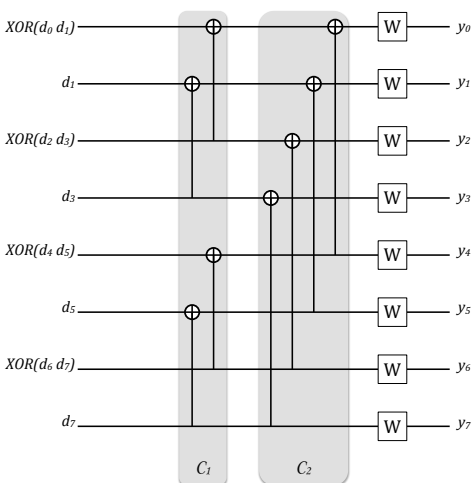 XOR(d₀ d₁) W y₀
d₁ W y₁
XOR(d₂ d₃) W y₂
d₃ W y₃
XOR(d₄ d₅) W y₄
d₅ W y₅
XOR(d₆ d₇) W y₆
d₇ W y₇
C₁ C₂